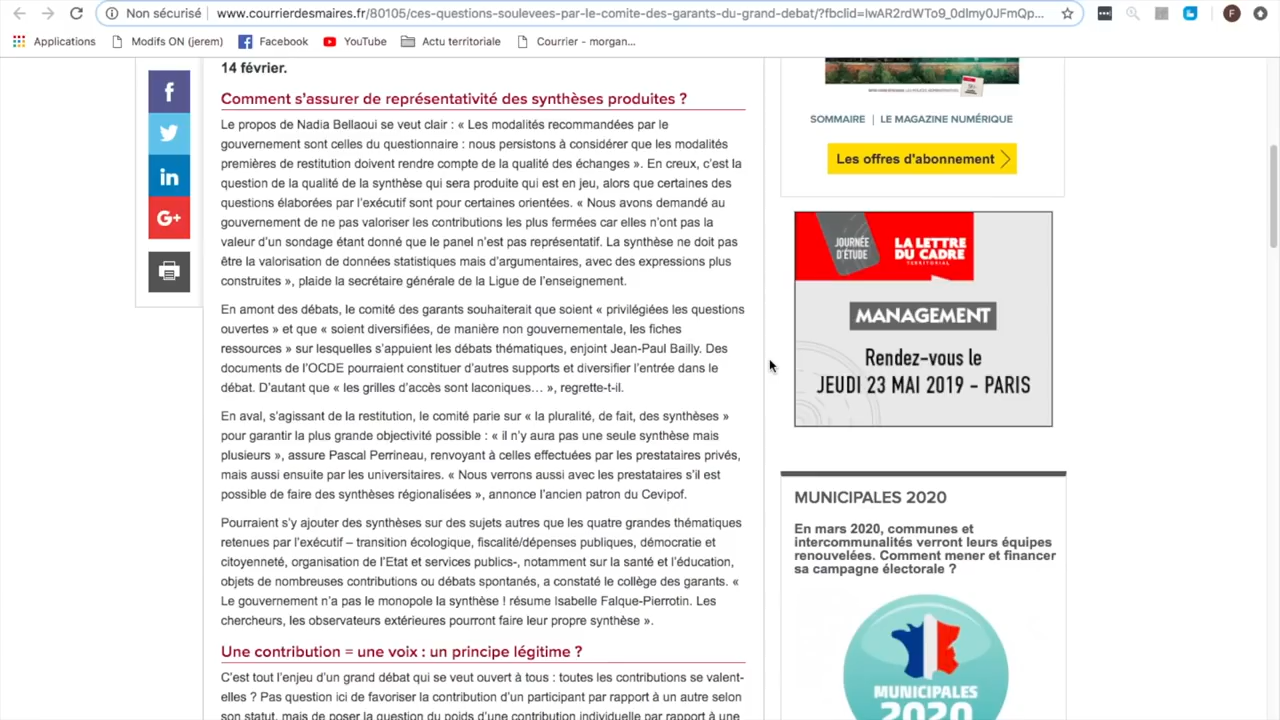 Non sécurisé
www.courrierdesmaires.fr/80105/ces-questions-soulevees-par-le-comite-des-garants-du-grand-debat/?fbclid=IwAR2rdWTo9_0dImy0JFmQp...
F
Applications
Modifs ON (jerem)
Facebook
YouTube
Actu territoriale
Courrier - morgan...
14 février.
Comment s'assurer de représentativité des synthèses produites ?
Le propos de Nadia Bellaoui se veut clair : « Les modalités recommandées par le
gouvernement sont celles du questionnaire : nous persistons à considérer que les modalités
premières de restitution doivent rendre compte de la qualité des échanges ». En creux, c'est la
question de la qualité de la synthèse qui sera produite qui est en jeu, alors que certaines des
questions élaborées par l'exécutif sont pour certaines orientées. « Nous avons demandé au
gouvernement de ne pas valoriser les contributions les plus fermées car elles n'ont pas la
valeur d'un sondage étant donné que le panel n'est pas représentatif. La synthèse ne doit pas
être la valorisation de données statistiques mais d'argumentaires, avec des expressions plus
construites », plaide la secrétaire générale de la Ligue de l'enseignement.
En amont des débats, le comité des garants souhaiterait que soient « privilégiées les questions
ouvertes » et que « soient diversifiées, de manière non gouvernementale, les fiches
ressources » sur lesquelles s'appuient les débats thématiques, enjoint Jean-Paul Bailly. Des
documents de l'OCDE pourraient constituer d'autres supports et diversifier l'entrée dans le
débat. D'autant que « les grilles d'accès sont laconiques… », regrette-t-il.
En aval, s'agissant de la restitution, le comité parie sur « la pluralité, de fait, des synthèses »
pour garantir la plus grande objectivité possible : « il n'y aura pas une seule synthèse mais
plusieurs », assure Pascal Perrineau, renvoyant à celles effectuées par les prestataires privés,
mais aussi ensuite par les universitaires. « Nous verrons aussi avec les prestataires s'il est
possible de faire des synthèses régionalisées », annonce l'ancien patron du Cevipof.
Pourraient s'y ajouter des synthèses sur des sujets autres que les quatre grandes thématiques
retenues par l'exécutif – transition écologique, fiscalité/dépenses publiques, démocratie et
citoyenneté, organisation de l'Etat et services publics-, notamment sur la santé et l'éducation,
objets de nombreuses contributions ou débats spontanés, a constaté le collège des garants. «
Le gouvernement n'a pas le monopole la synthèse ! résume Isabelle Falque-Pierrotin. Les
chercheurs, les observateurs extérieures pourront faire leur propre synthèse ».
Une contribution = une voix : un principe légitime ?
C'est tout l'enjeu d'un grand débat qui se veut ouvert à tous : toutes les contributions se valent-
elles ? Pas question ici de favoriser la contribution d'un participant par rapport à un autre selon
son statut, mais de poser la question du poids d'une contribution individuelle par rapport à une
SOMMAIRE | LE MAGAZINE NUMÉRIQUE
Les offres d'abonnement
JOURNÉE
D'ÉTUDE
LA LETTRE
DU CADRE
TERRITORIAL
MANAGEMENT
Rendez-vous le
JEUDI 23 MAI 2019 - PARIS
MUNICIPALES 2020
En mars 2020, communes et
intercommunalités verront leurs équipes
renouvelées. Comment mener et financer
sa campagne électorale ?
MUNICIPALES
2020